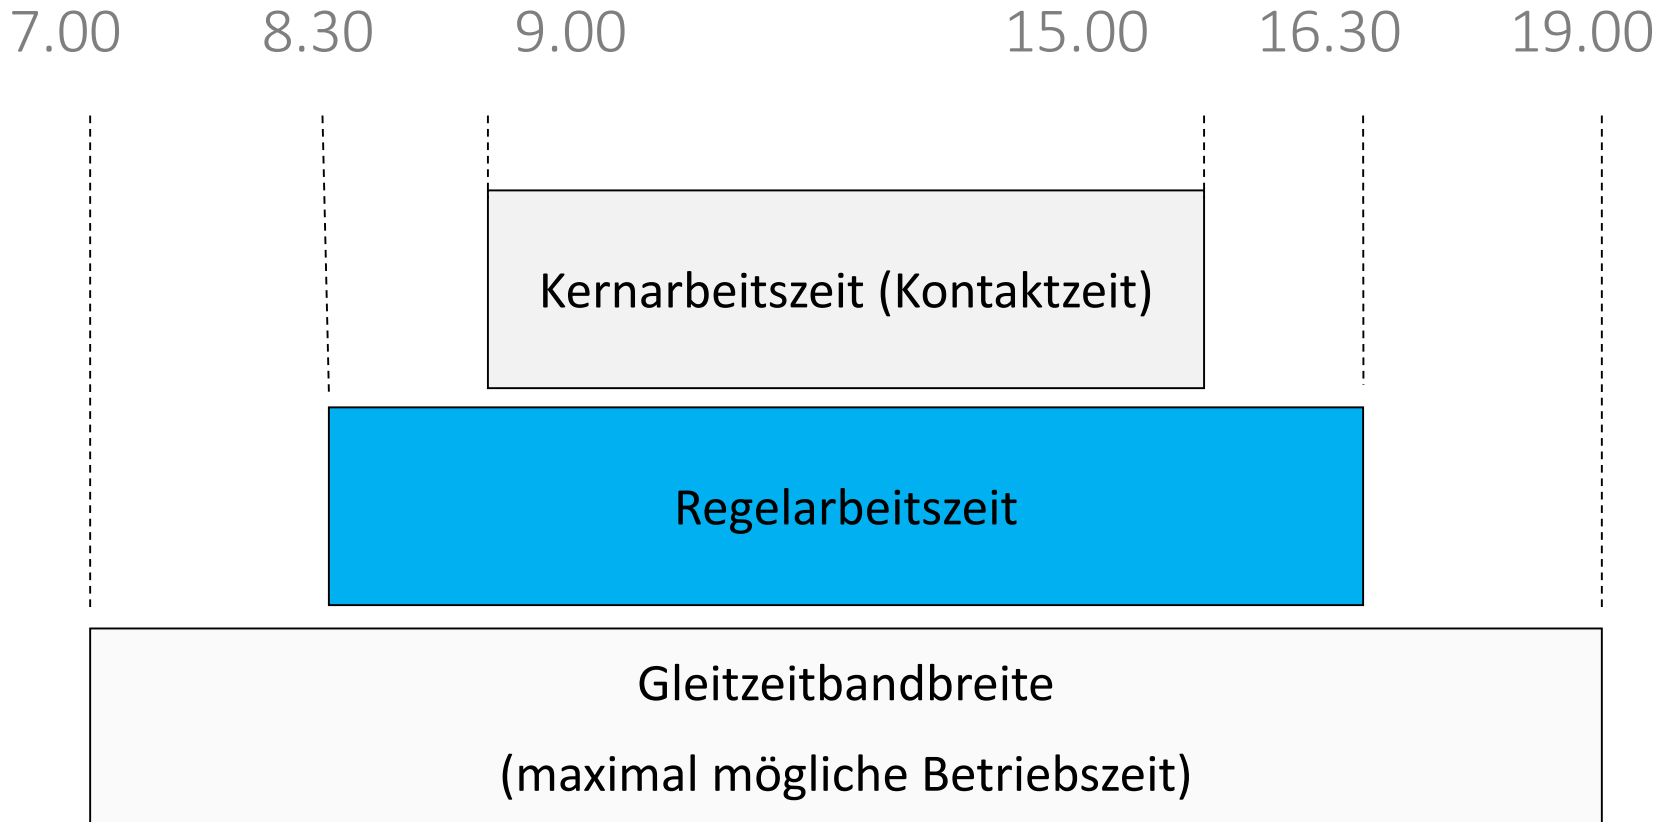 7.00 8.30 9.00 15.00 16.30 19.00
Kernarbeitszeit (Kontaktzeit)
Regelarbeitszeit
Gleitzeitbandbreite
(maximal mögliche Betriebszeit)